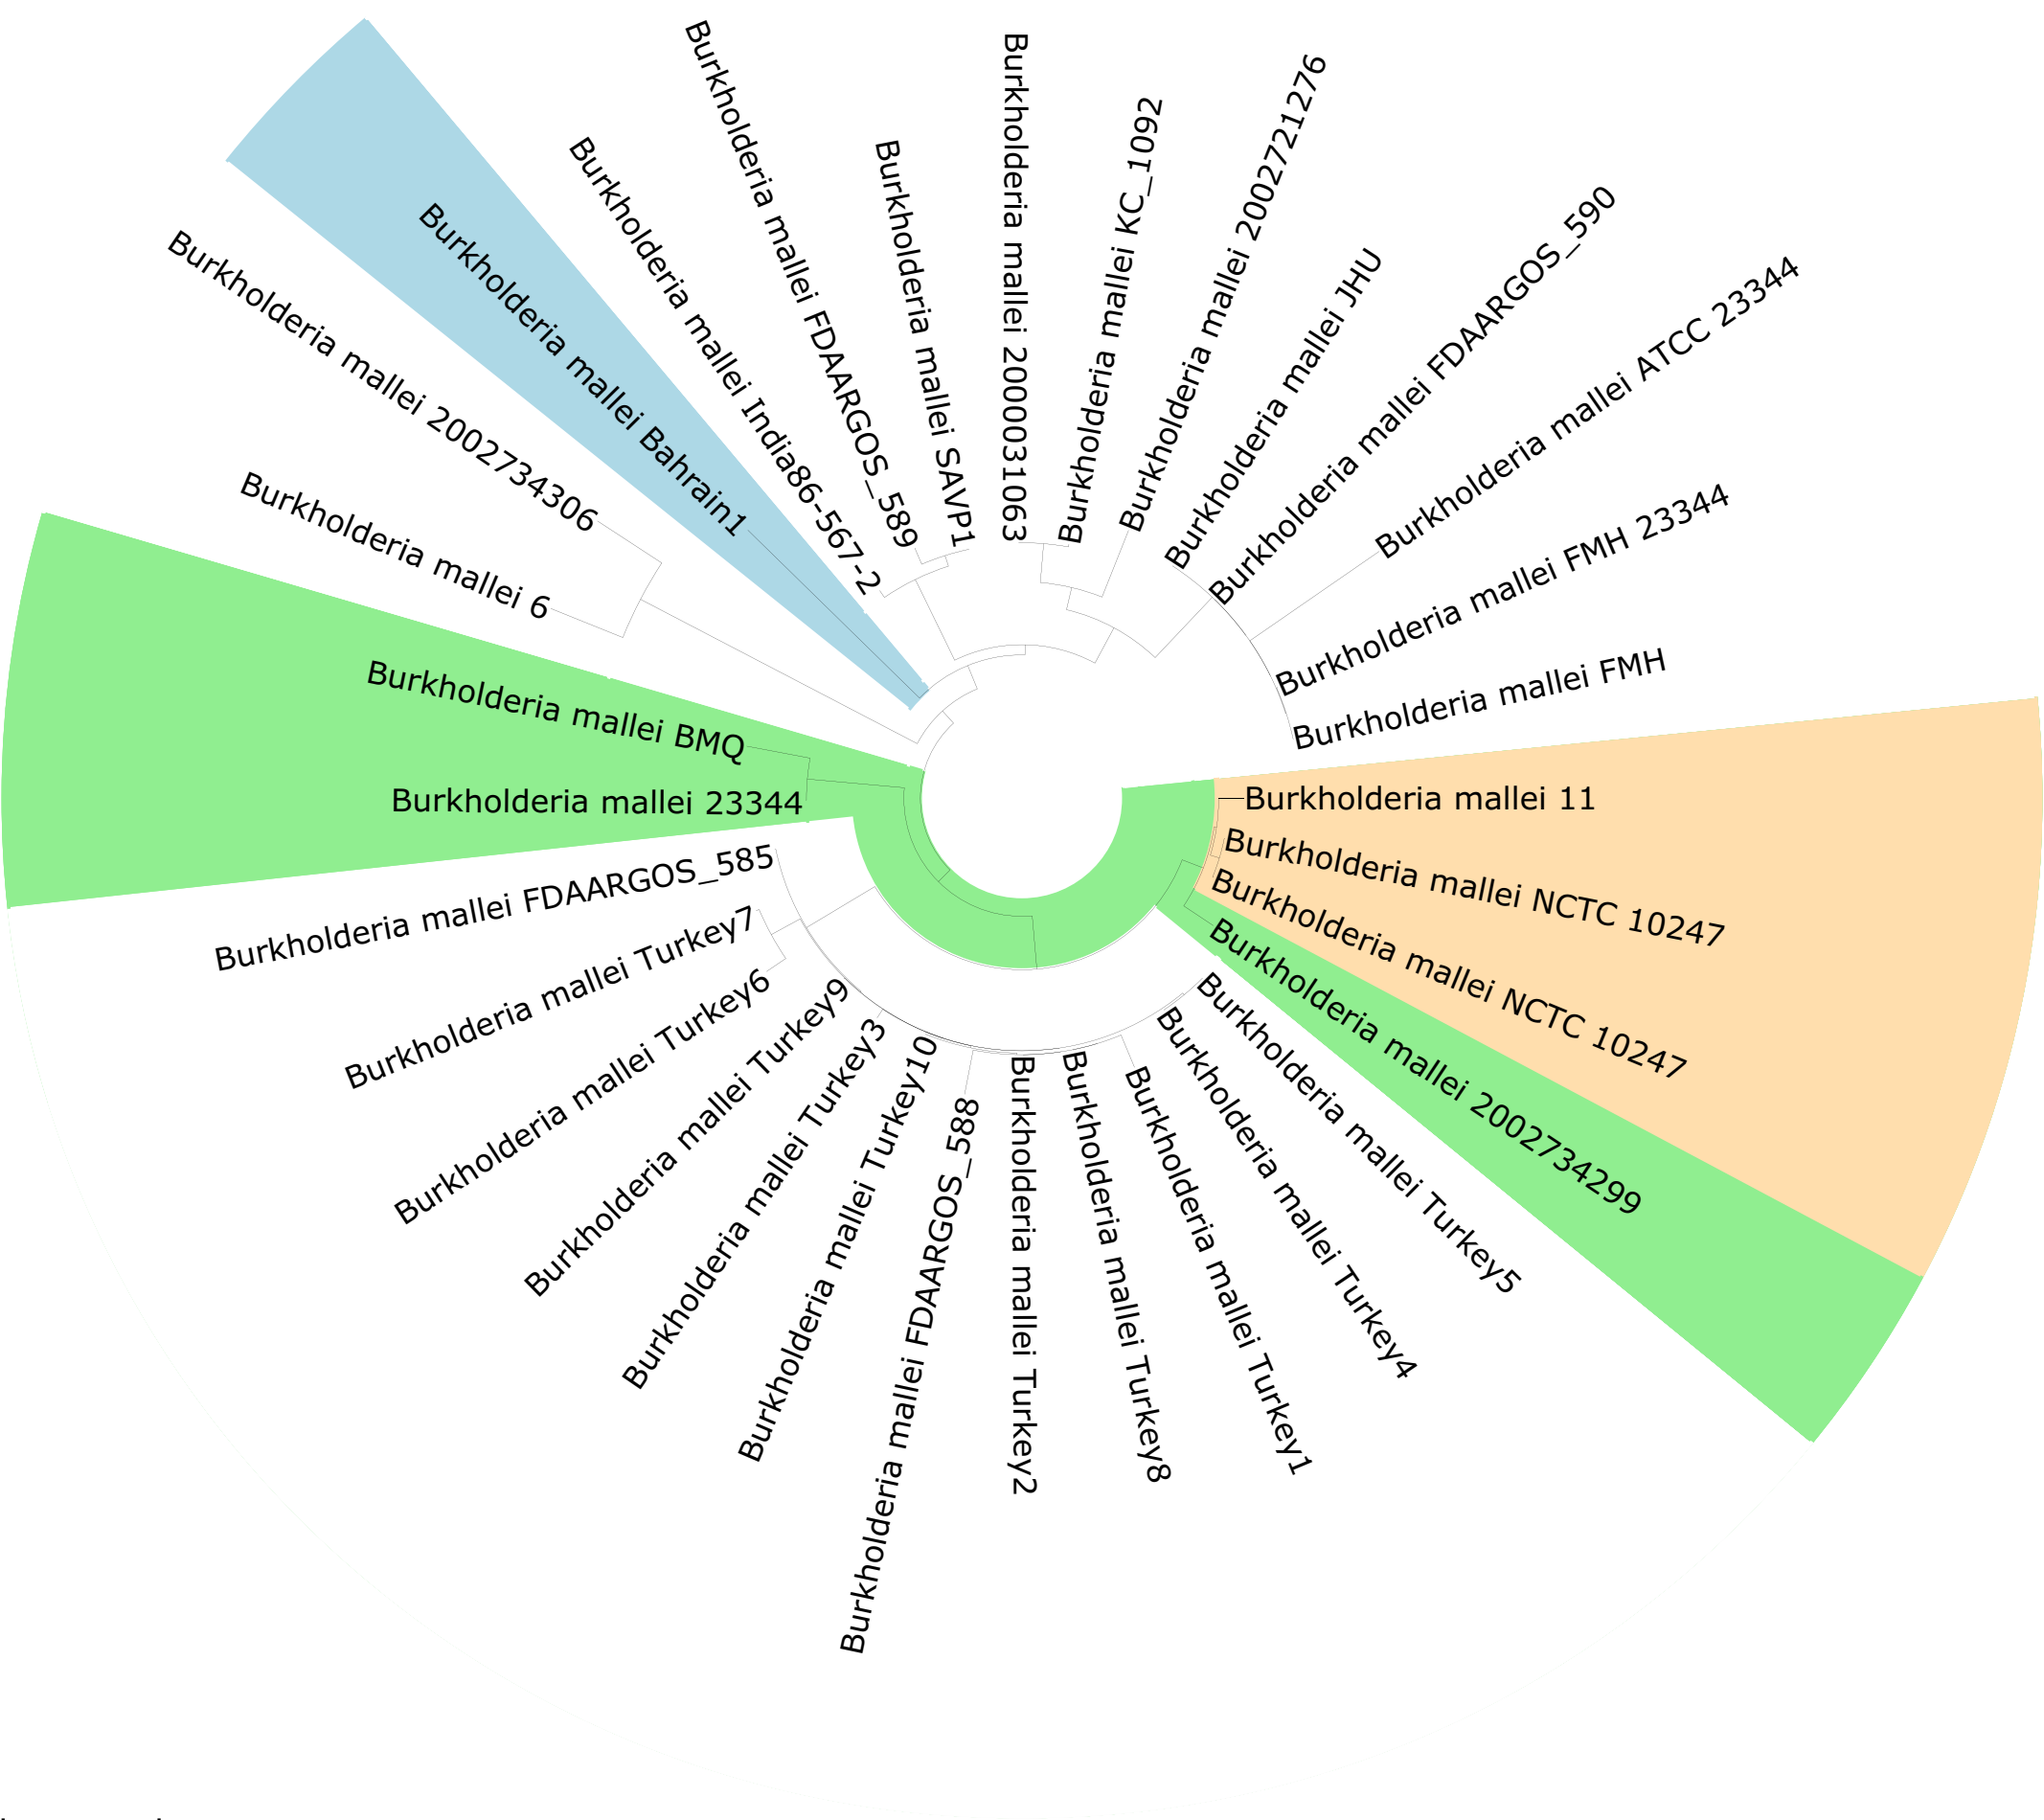 Burkholderia mallei 2002734306
Burkholderia mallei Bahrain1
Burkholderia mallei India86-567-2
Burkholderia mallei FDAARGOS_589
Burkholderia mallei SAVP1
Burkholderia mallei 2000031063
Burkholderia mallei KC_1092
Burkholderia mallei 2002721276
Burkholderia mallei JHU
Burkholderia mallei FDAARGOS_590
Burkholderia mallei ATCC 23344
Burkholderia mallei FMH 23344
Burkholderia mallei FMH
Burkholderia mallei 11
Burkholderia mallei NCTC 10247
Burkholderia mallei NCTC 10247
Burkholderia mallei 2002734299
Burkholderia mallei Turkey5
Burkholderia mallei Turkey4
Burkholderia mallei Turkey1
Burkholderia mallei Turkey8
Burkholderia mallei Turkey2
Burkholderia mallei FDAARGOS_588
Burkholderia mallei Turkey10
Burkholderia mallei Turkey3
Burkholderia mallei Turkey9
Burkholderia mallei Turkey6
Burkholderia mallei Turkey7
Burkholderia mallei FDAARGOS_585
Burkholderia mallei 23344
Burkholderia mallei BMQ
Burkholderia mallei 6